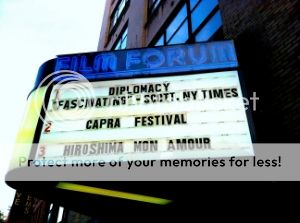 FILM FORUM
DIPLOMACY
"FASCINATING" - SCOTT, NY TIMES
2 CAPRA FESTIVAL
3 HIROSHIMA MON AMOUR
photobucket
Protect more of your memories for less!